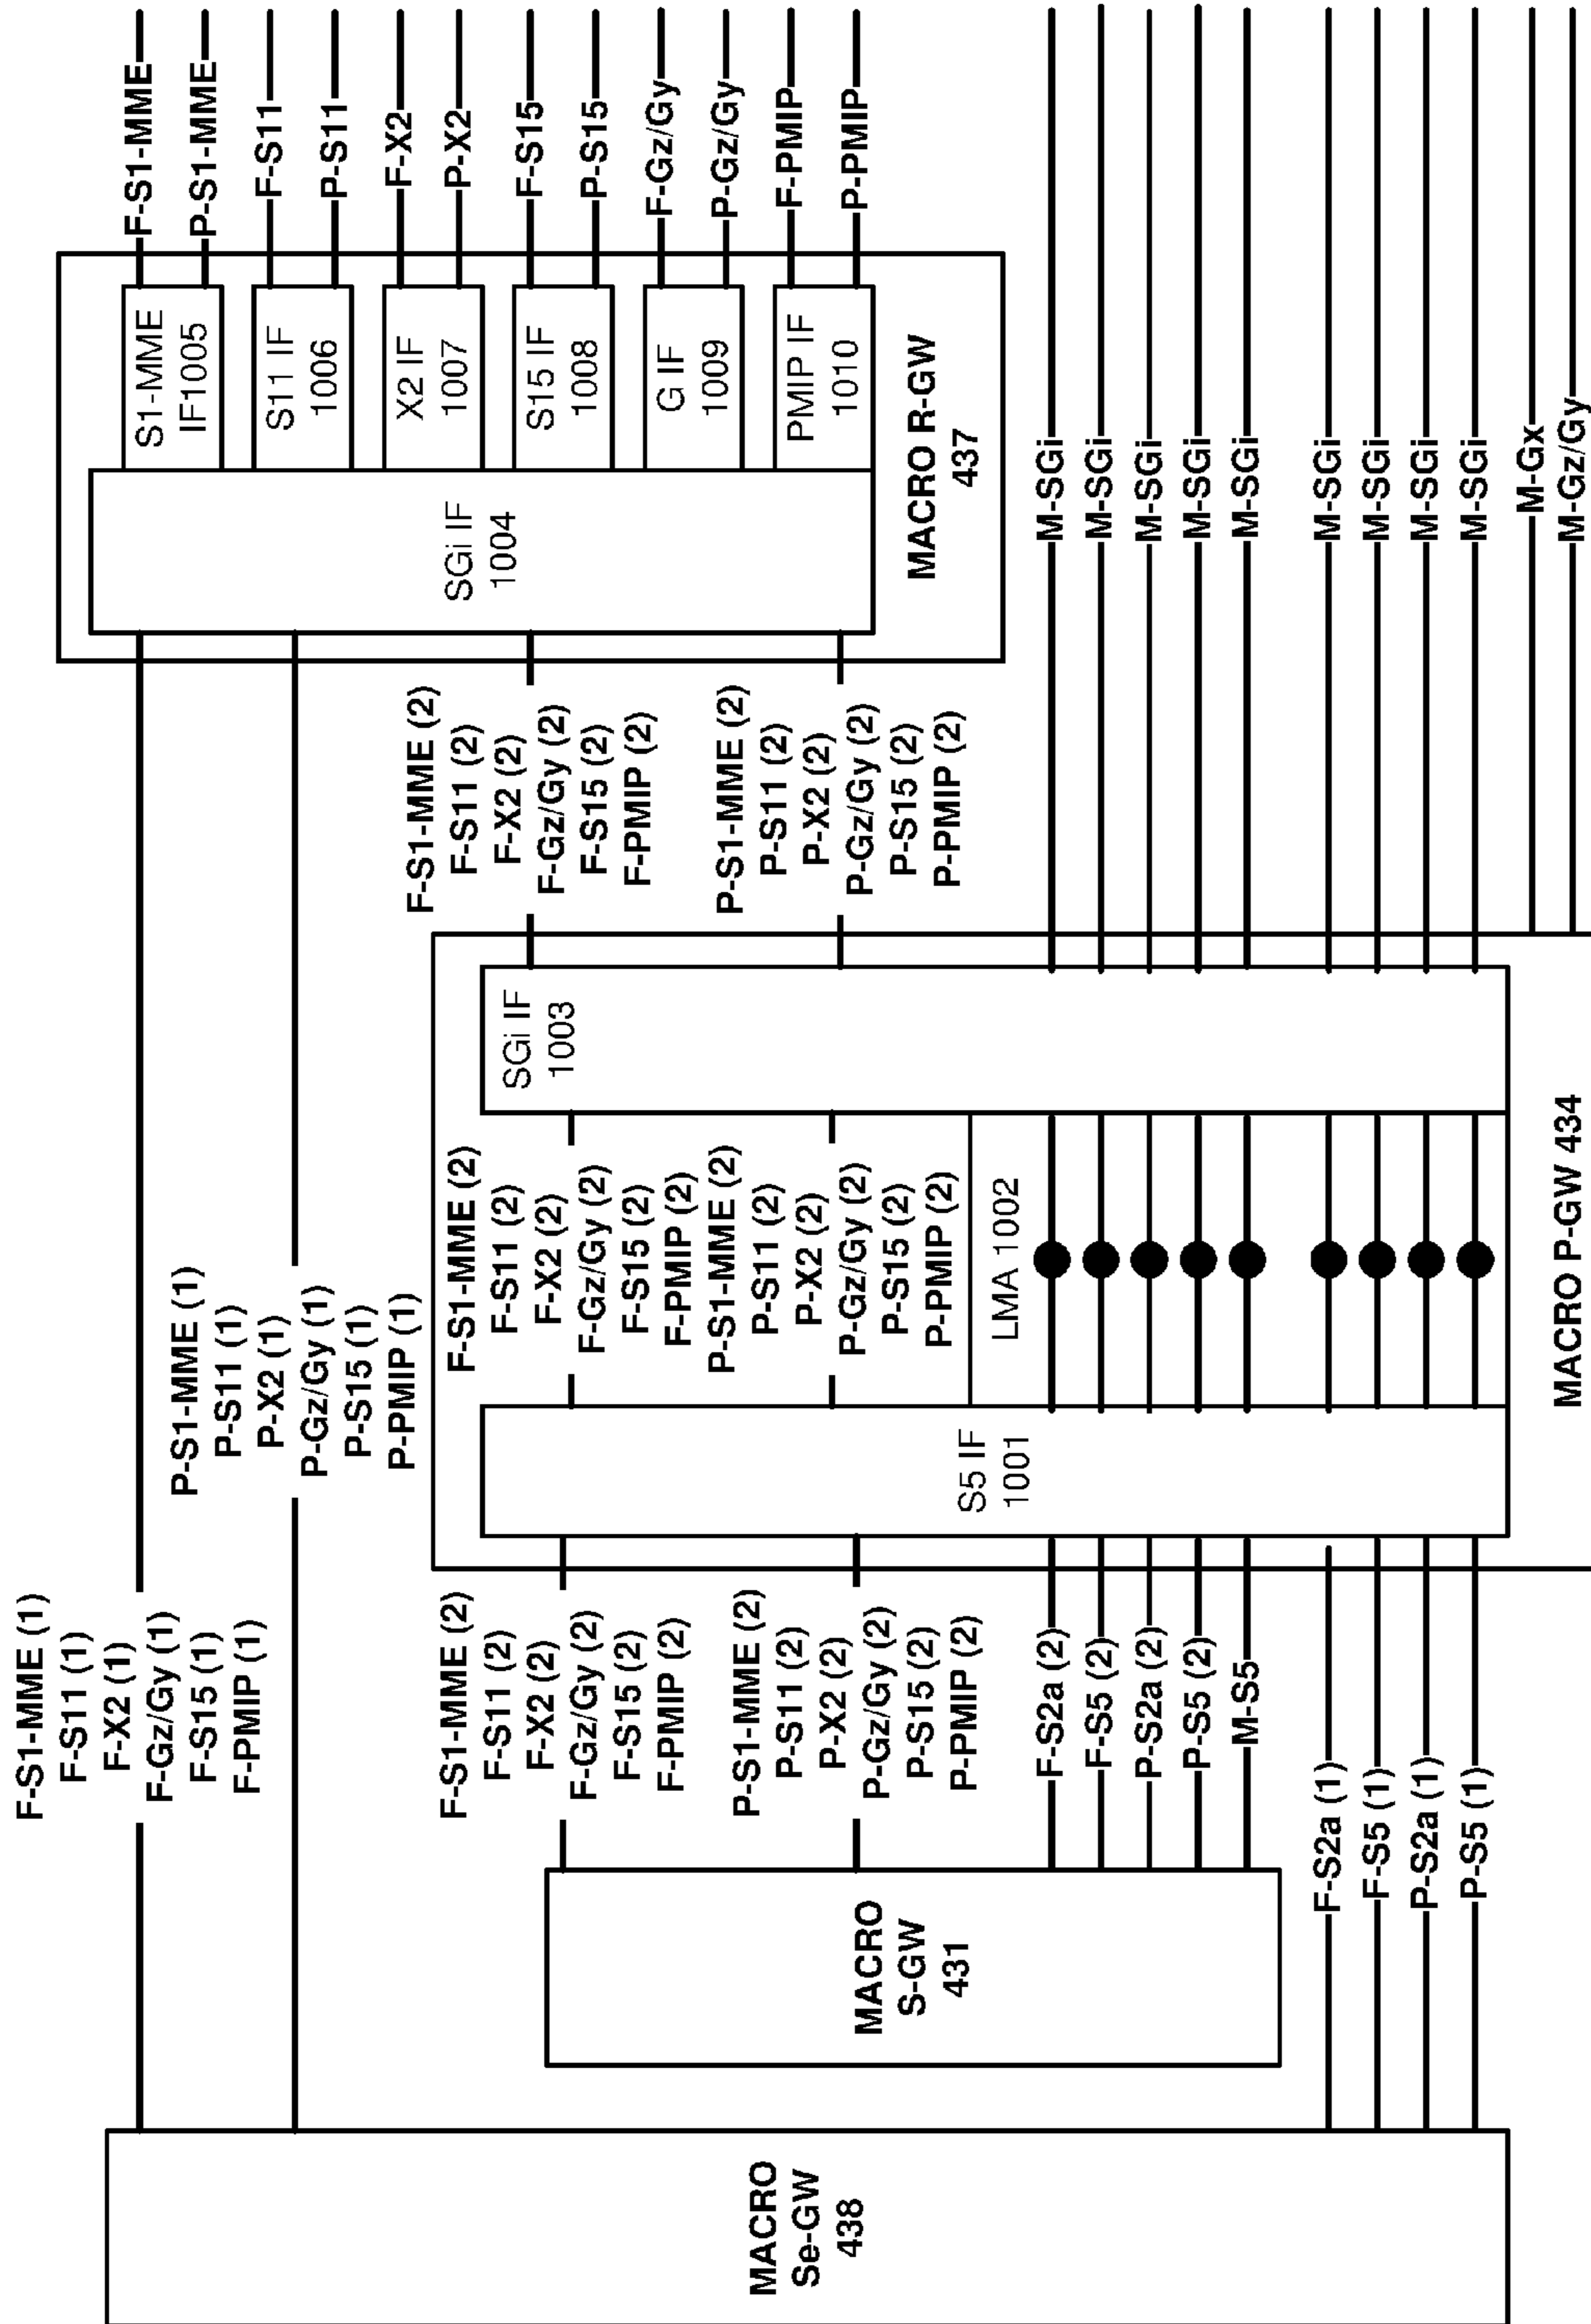 MACRO
Se-GW
438
F-S1-MME (1)
F-S11 (1)
F-X2 (1)
F-Gz/Gy (1)
F-S15 (1)
F-PMIP (1)
P-S1-MME (1)
P-S11 (1)
P-X2 (1)
P-Gz/Gy (1)
P-S15 (1)
P-PMIP (1)
MACRO
S-GW
431
F-S1-MME (2)
F-S11 (2)
F-X2 (2)
F-Gz/Gy (2)
F-S15 (2)
F-PMIP (2)
P-S1-MME (2)
P-S11 (2)
P-X2 (2)
P-Gz/Gy (2)
P-S15 (2)
P-PMIP (2)
F-S2a (2)
F-S5 (2)
P-S2a (2)
P-S5 (2)
M-S5
F-S2a (1)
F-S5 (1)
P-S2a (1)
P-S5 (1)
S5 IF
1001
F-S1-MME (2)
F-S11 (2)
F-X2 (2)
F-Gz/Gy (2)
F-S15 (2)
F-PMIP (2)
P-S1-MME (2)
P-S11 (2)
P-X2 (2)
P-Gz/Gy (2)
P-S15 (2)
P-PMIP (2)
LMA 1002
SGi IF
1003
MACRO P-GW 434
F-S1-MME (2)
F-S11 (2)
F-X2 (2)
F-Gz/Gy (2)
F-S15 (2)
F-PMIP (2)
P-S1-MME (2)
P-S11 (2)
P-X2 (2)
P-Gz/Gy (2)
P-S15 (2)
P-PMIP (2)
SGi IF
1004
S1-MME
IF1005
S11 IF
1006
X2 IF
1007
S15 IF
1008
G IF
1009
PMIP IF
1010
MACRO R-GW
437
F-S1-MME
P-S1-MME
F-S11
P-S11
F-X2
P-X2
F-S15
P-S15
F-Gz/Gy
P-Gz/Gy
F-PMIP
P-PMIP
M-SGi
M-SGi
M-SGi
M-SGi
M-SGi
M-SGi
M-SGi
M-SGi
M-SGi
M-Gx
M-Gz/Gy